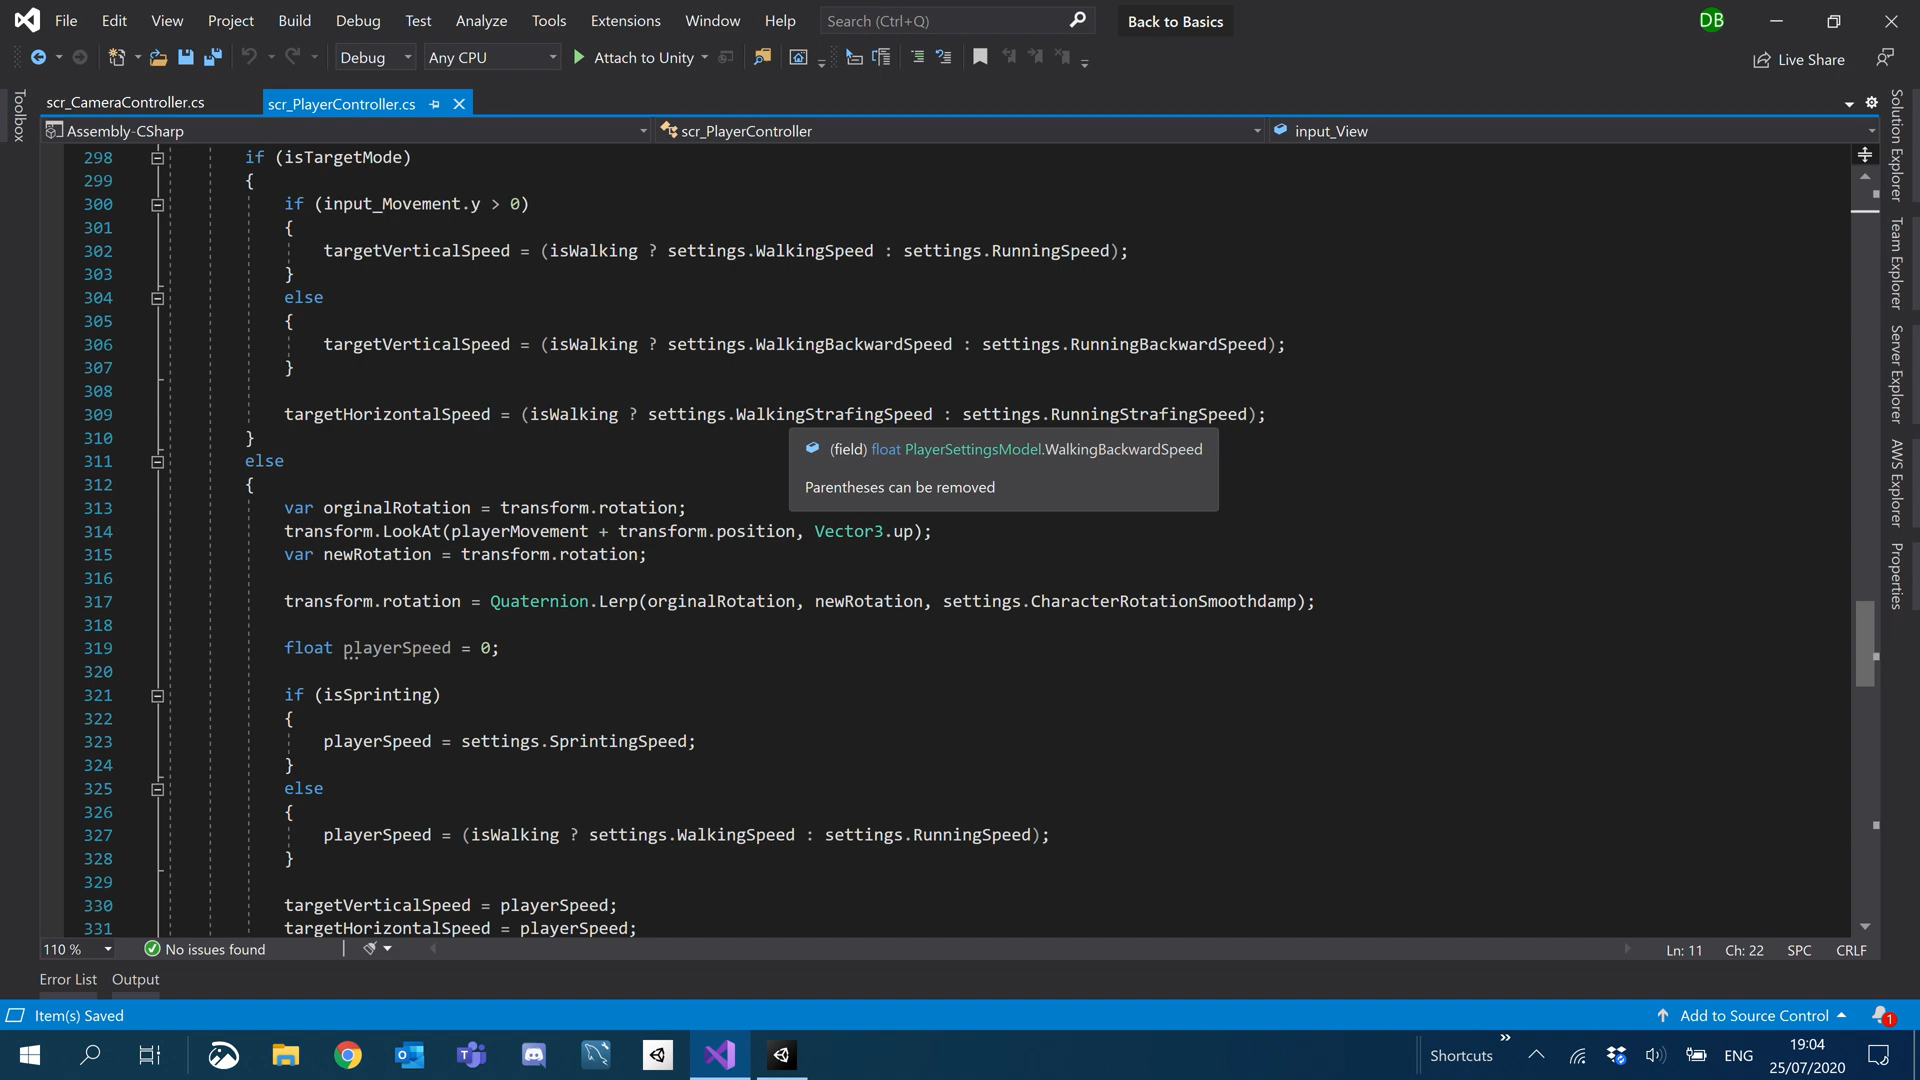 File Edit View Project Build Debug Test Analyze Tools Extensions Window Help Search (Ctrl+Q) Back to Basics DB
Debug Any CPU Attach to Unity Live Share
Toolbox
scr_CameraController.cs scr_PlayerController.cs
Assembly-CSharp scr_PlayerController input_View
298 if (isTargetMode)
299 {
300 if (input_Movement.y > 0)
301 {
302 targetVerticalSpeed = (isWalking ? settings.WalkingSpeed : settings.RunningSpeed);
303 }
304 else
305 {
306 targetVerticalSpeed = (isWalking ? settings.WalkingBackwardSpeed : settings.RunningBackwardSpeed);
307 }
308
309 targetHorizontalSpeed = (isWalking ? settings.WalkingStrafingSpeed : settings.RunningStrafingSpeed);
310 }
(field) float PlayerSettingsModel.WalkingBackwardSpeed
Parentheses can be removed
311 else
312 {
313 var orginalRotation = transform.rotation;
314 transform.LookAt(playerMovement + transform.position, Vector3.up);
315 var newRotation = transform.rotation;
316
317 transform.rotation = Quaternion.Lerp(orginalRotation, newRotation, settings.CharacterRotationSmoothdamp);
318
319 float playerSpeed = 0;
320
321 if (isSprinting)
322 {
323 playerSpeed = settings.SprintingSpeed;
324 }
325 else
326 {
327 playerSpeed = (isWalking ? settings.WalkingSpeed : settings.RunningSpeed);
328 }
329
330 targetVerticalSpeed = playerSpeed;
331 targetHorizontalSpeed = playerSpeed;
Solution Explorer
Team Explorer
Server Explorer
AWS Explorer
Properties
110 % No issues found Ln: 11 Ch: 22 SPC CRLF
Error List Output
Item(s) Saved Add to Source Control 1
Shortcuts ENG 19:04
25/07/2020